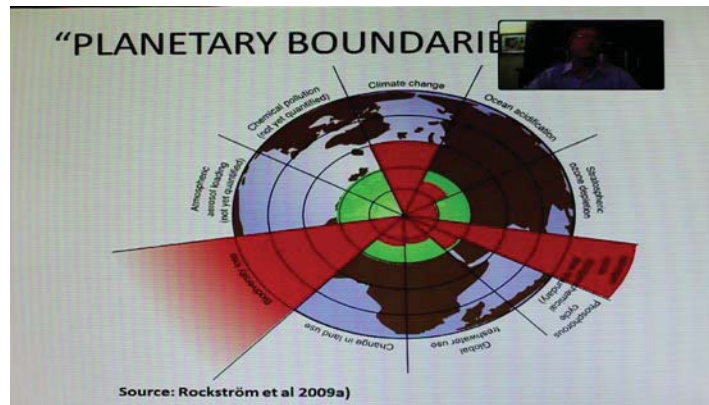 "PLANETARY BOUNDARIE
Climate change
Ocean acidification
Stratospheric
ozone depletion
Phosphorous
cycle
Global
freshwater use
Change in land use
Biodiversity loss
Atmospheric
aerosol loading
(not yet quantified)
Chemical pollution
(not yet quantified)
Source: Rockström et al 2009a)